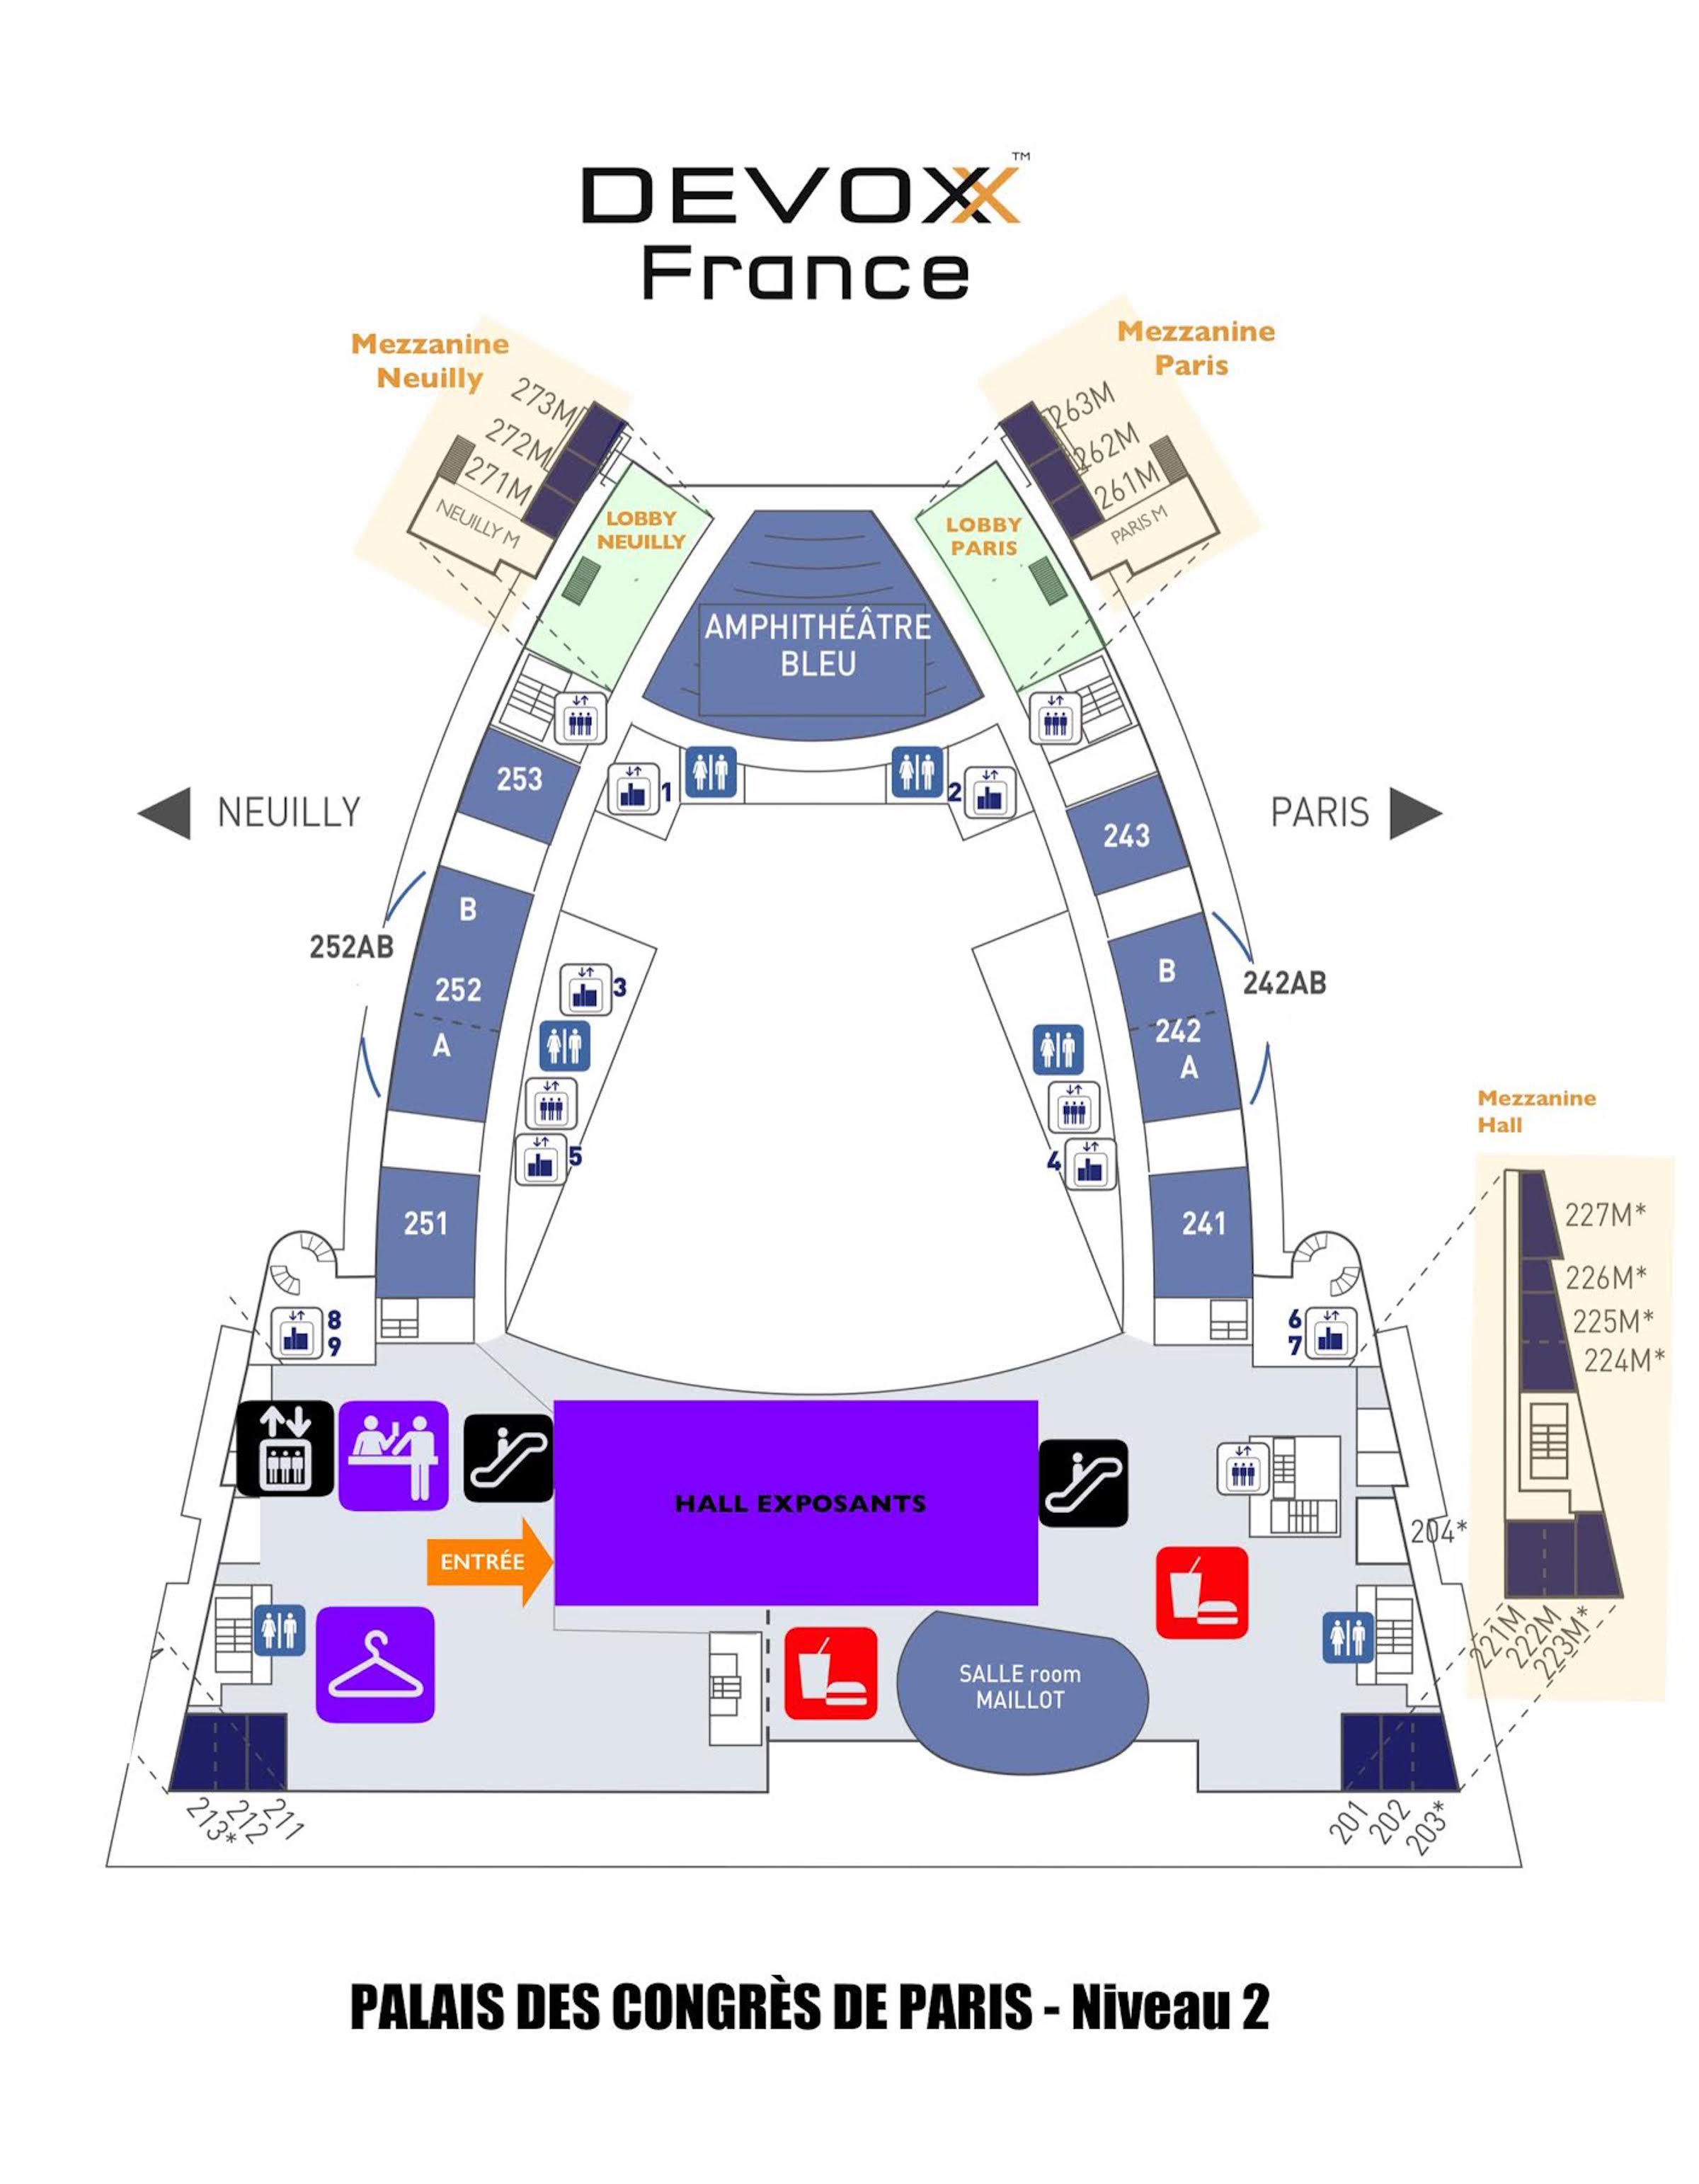 DEVOXX™
France
Mezzanine
Neuilly
Mezzanine
Paris
273M
272M
271M
NEUILLY M
263M
262M
261M
PARIS M
LOBBY
NEUILLY
LOBBY
PARIS
AMPHITHÉÂTRE
BLEU
NEUILLY
PARIS
253
1
2
243
B
252AB
252
A
3
B
242AB
242
A
5
4
251
241
8
9
6
7
Mezzanine
Hall
227M*
226M*
225M*
224M*
HALL EXPOSANTS
ENTRÉE
204*
221M
222M
223M*
SALLE room
MAILLOT
213*
212
211
201
202
203*
PALAIS DES CONGRÈS DE PARIS - Niveau 2